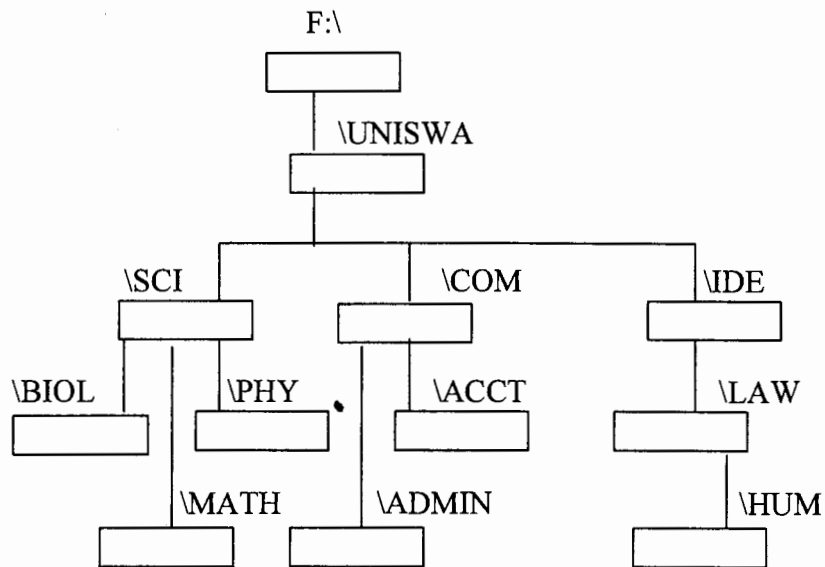 F:\
\UNISWA
\SCI
\COM
\IDE
\BIOL
\PHY
\ACCT
\LAW
\MATH
\ADMIN
\HUM